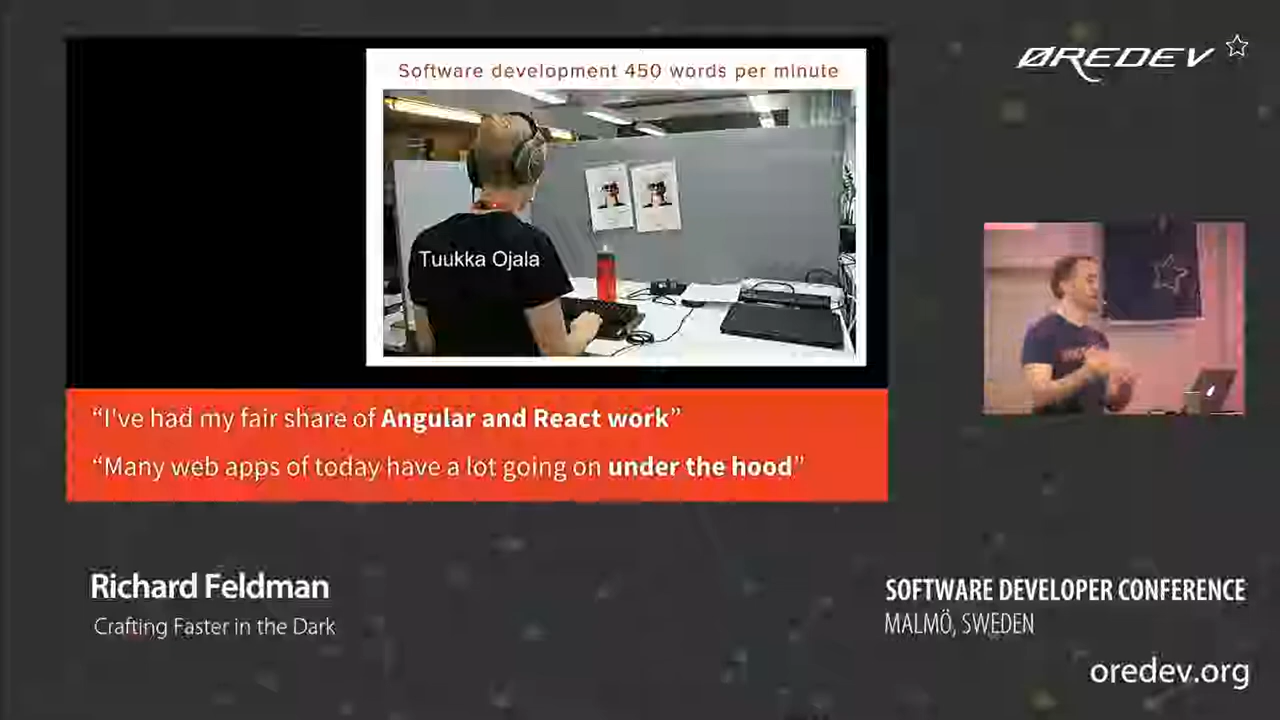 ØREDEV
Software development 450 words per minute
Tuukka Ojala
“I've had my fair share of Angular and React work”
“Many web apps of today have a lot going on under the hood”
Richard Feldman
Crafting Faster in the Dark
SOFTWARE DEVELOPER CONFERENCE
MALMÖ, SWEDEN
oredev.org